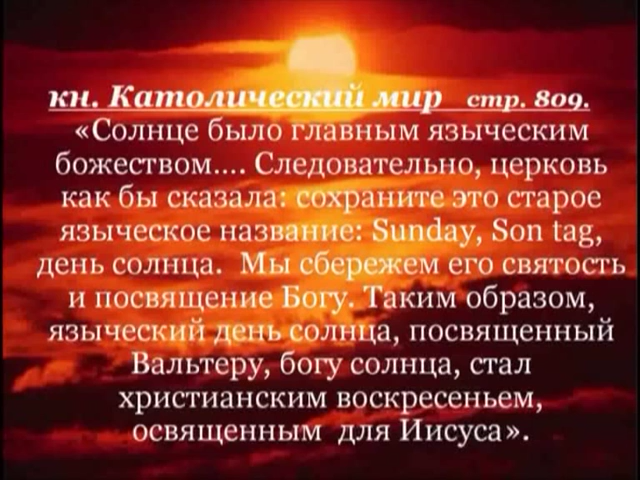 кн. Католический мир стр. 809.
«Солнце было главным языческим
божеством.... Следовательно, церковь
как бы сказала: сохраните это старое
языческое название: Sunday, Son tag,
день солнца. Мы сбережем его святость
и посвящение Богу. Таким образом,
языческий день солнца, посвященный
Вальтеру, богу солнца, стал
христианским воскресеньем,
освященным для Иисуса».